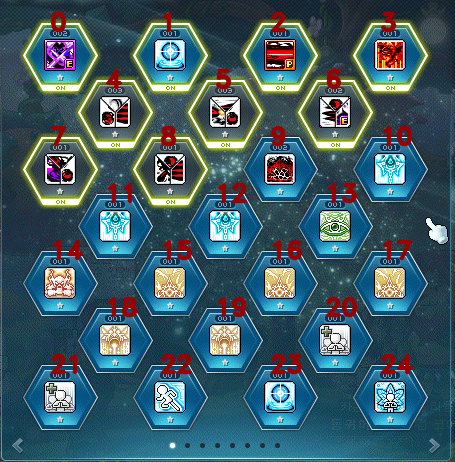 0 1 2 3
002 001 002 001
E P
ON ON ON ON
4 5 6
003 003 002
E
ON ON ON
7 8 9 10
001 001 002 001
ON ON
11 12 13
001 001 001
14 15 16 17
001 001 001 001
18 19 20
001 001 001
21 22 23 24
001 001 001 001